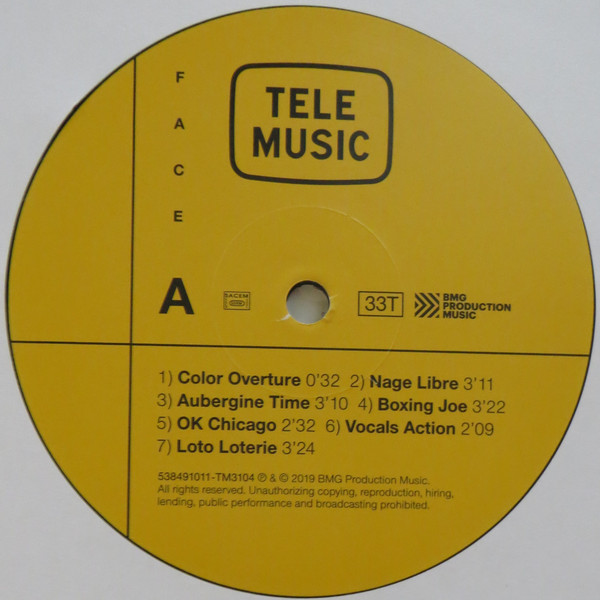 FACE
A
TELE
MUSIC
SACEM
33T
BMG
PRODUCTION
MUSIC
1) Color Overture 0'32 2) Nage Libre 3'11
3) Aubergine Time 3'10 4) Boxing Joe 3'22
5) OK Chicago 2'32 6) Vocals Action 2'09
7) Loto Loterie 3'24
538491011-TM3104 ℗ & © 2019 BMG Production Music.
All rights reserved. Unauthorizing copying, reproduction, hiring,
lending, public performance and broadcasting prohibited.